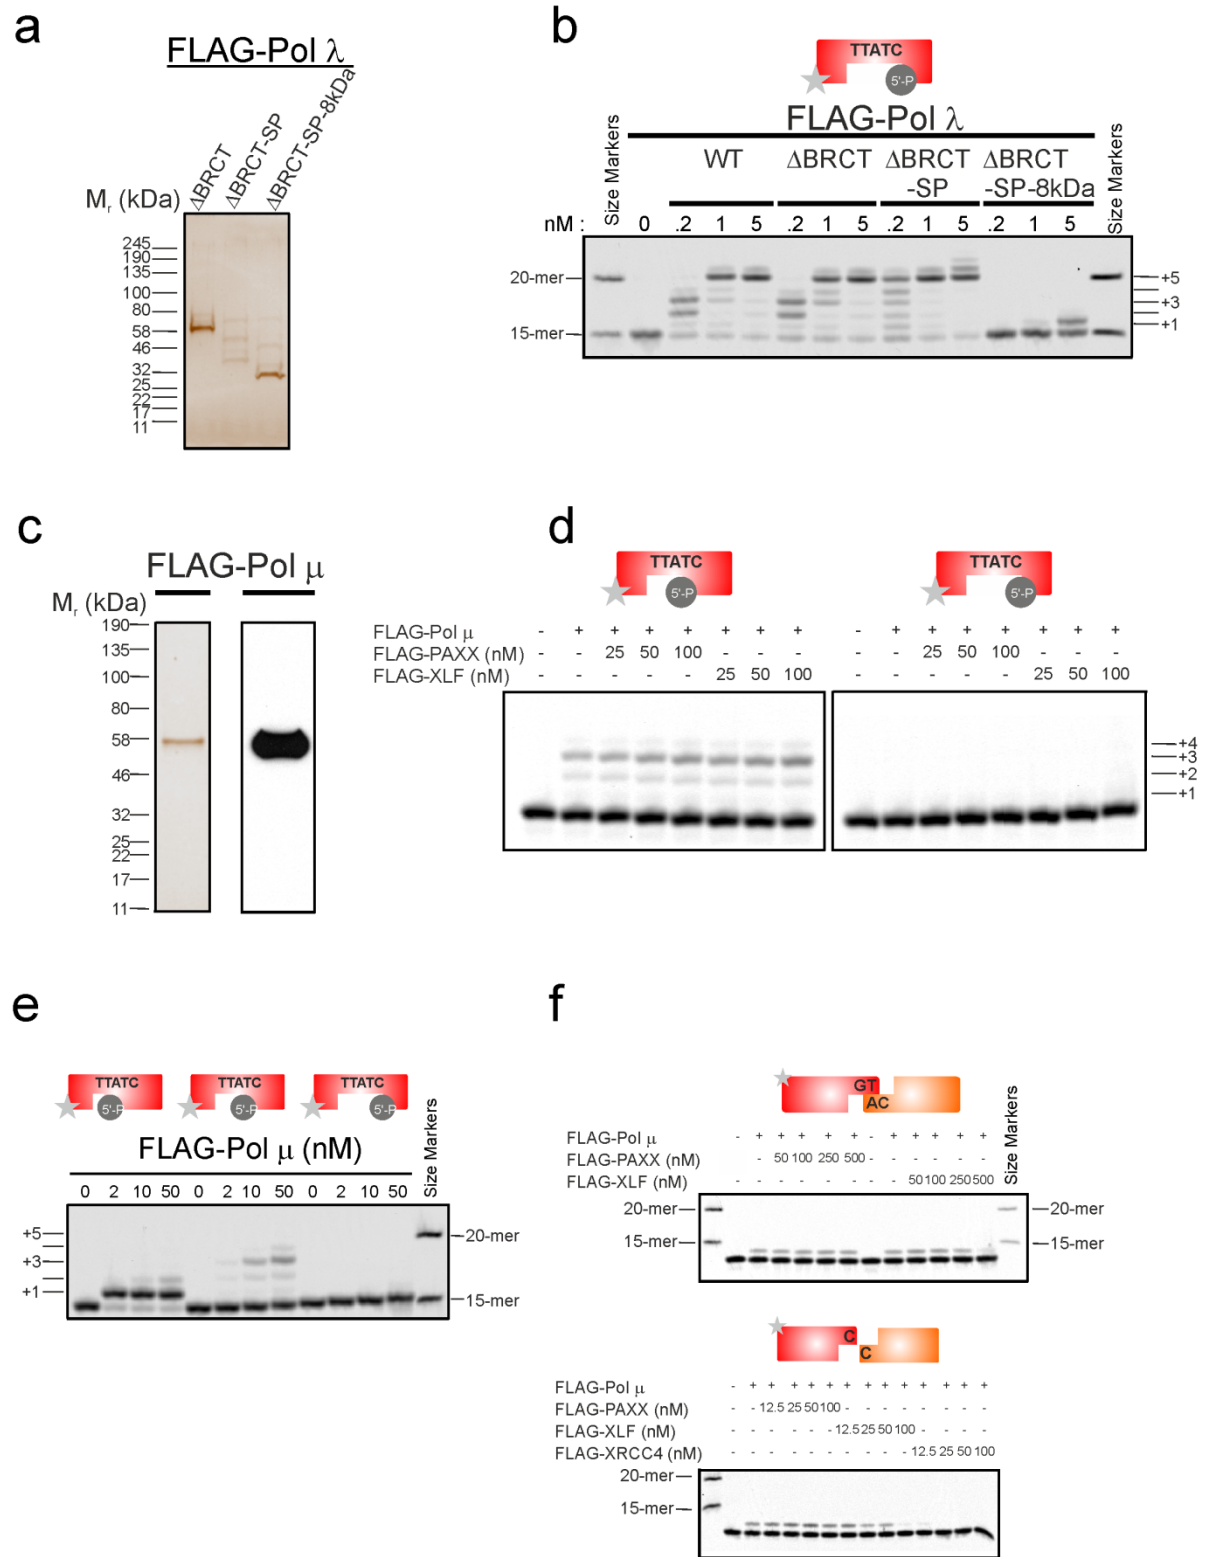 a
FLAG-Pol λ
ΔBRCT
ΔBRCT-SP
ΔBRCT-SP-8kDa
Mr (kDa)
245
190
135
100
80
58
46
32
25
22
17
11
b
TTATC
5'-P
FLAG-Pol λ
Size Markers
WT
ΔBRCT
ΔBRCT
-SP
ΔBRCT
-SP-8kDa
Size Markers
nM : 0 .2 1 5 .2 1 5 .2 1 5 .2 1 5
20-mer
15-mer
+5
+3
+1
c
FLAG-Pol μ
Mr (kDa)
190
135
100
80
58
46
32
25
22
17
11
d
TTATC
5'-P
TTATC
5'-P
FLAG-Pol μ - + + + + + + + - + + + + + + +
FLAG-PAXX (nM) - - 25 50 100 - - - - - 25 50 100 - - -
FLAG-XLF (nM) - - - - - 25 50 100 - - - - - 25 50 100
+4
+3
+2
+1
e
TTATC
5'-P
TTATC
5'-P
TTATC
5'-P
FLAG-Pol μ (nM)
Size Markers
0 2 10 50 0 2 10 50 0 2 10 50
+5
+3
+1
20-mer
15-mer
f
GT
AC
Size Markers
FLAG-Pol μ - + + + + + - + + + + +
FLAG-PAXX (nM) - - 50 100 250 500 - - - - - -
FLAG-XLF (nM) - - - - - - - - 50 100 250 500
20-mer
15-mer
20-mer
15-mer
C
C
FLAG-Pol μ - + + + + + + + + + + + + +
FLAG-PAXX (nM) - - 12.5 25 50 100 - - - - - - - -
FLAG-XLF (nM) - - - - - - 12.5 25 50 100 - - - -
FLAG-XRCC4 (nM) - - - - - - - - - - 12.5 25 50 100
20-mer
15-mer